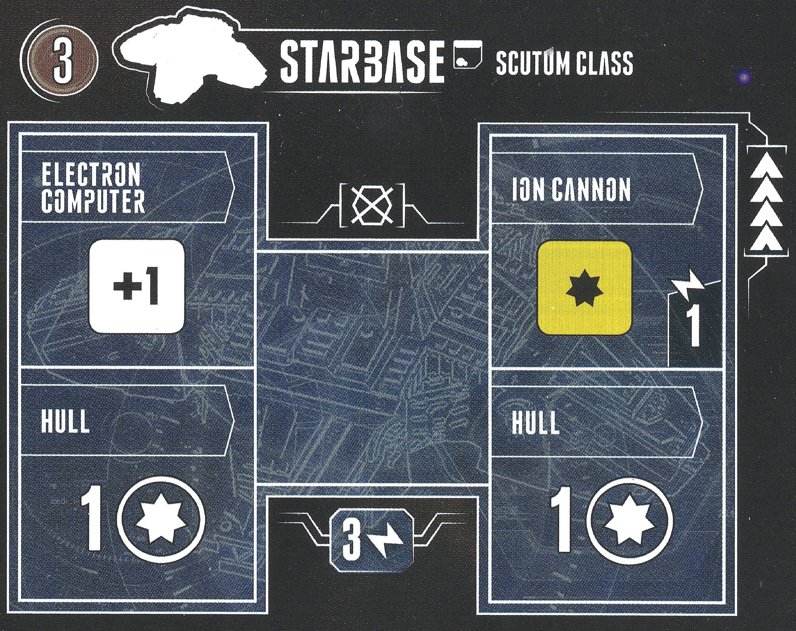 3
STARBASE SCUTUM CLASS
ELECTRON
COMPUTER
+1
ION CANNON
1
HULL
1
HULL
1
3